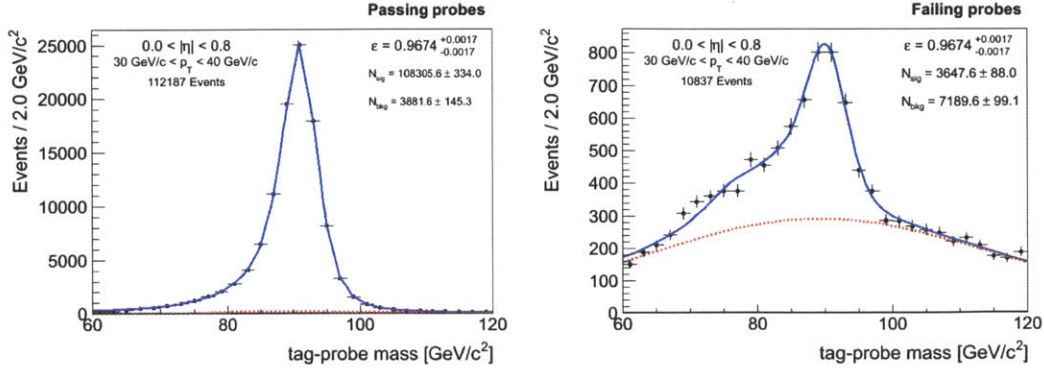 Passing probes
0.0 < |η| < 0.8
30 GeV/c < p_T < 40 GeV/c
112187 Events
ε = 0.9674 +0.0017 -0.0017
N_sig = 108305.6 ± 334.0
N_bkg = 3881.6 ± 145.3
Events / 2.0 GeV/c²
25000
20000
15000
10000
5000
0
60 80 100 120
tag-probe mass [GeV/c²]
Failing probes
0.0 < |η| < 0.8
30 GeV/c < p_T < 40 GeV/c
10837 Events
ε = 0.9674 +0.0017 -0.0017
N_sig = 3647.6 ± 88.0
N_bkg = 7189.6 ± 99.1
Events / 2.0 GeV/c²
800
700
600
500
400
300
200
100
0
60 80 100 120
tag-probe mass [GeV/c²]